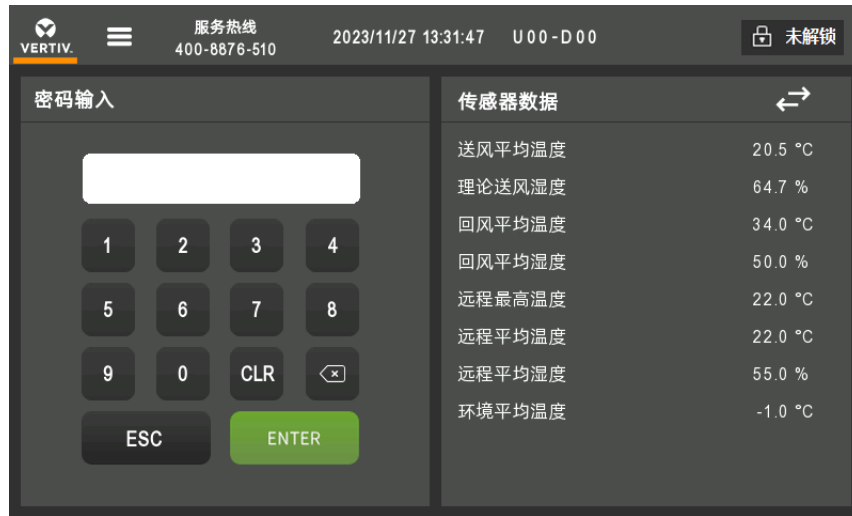 VERTIV.
服务热线
400-8876-510
2023/11/27 13:31:47 U00-D00
未解锁
密码输入
1 2 3 4
5 6 7 8
9 0 CLR
ESC ENTER
传感器数据
送风平均温度 20.5 °C
理论送风湿度 64.7 %
回风平均温度 34.0 °C
回风平均湿度 50.0 %
远程最高温度 22.0 °C
远程平均温度 22.0 °C
远程平均湿度 55.0 %
环境平均温度 -1.0 °C